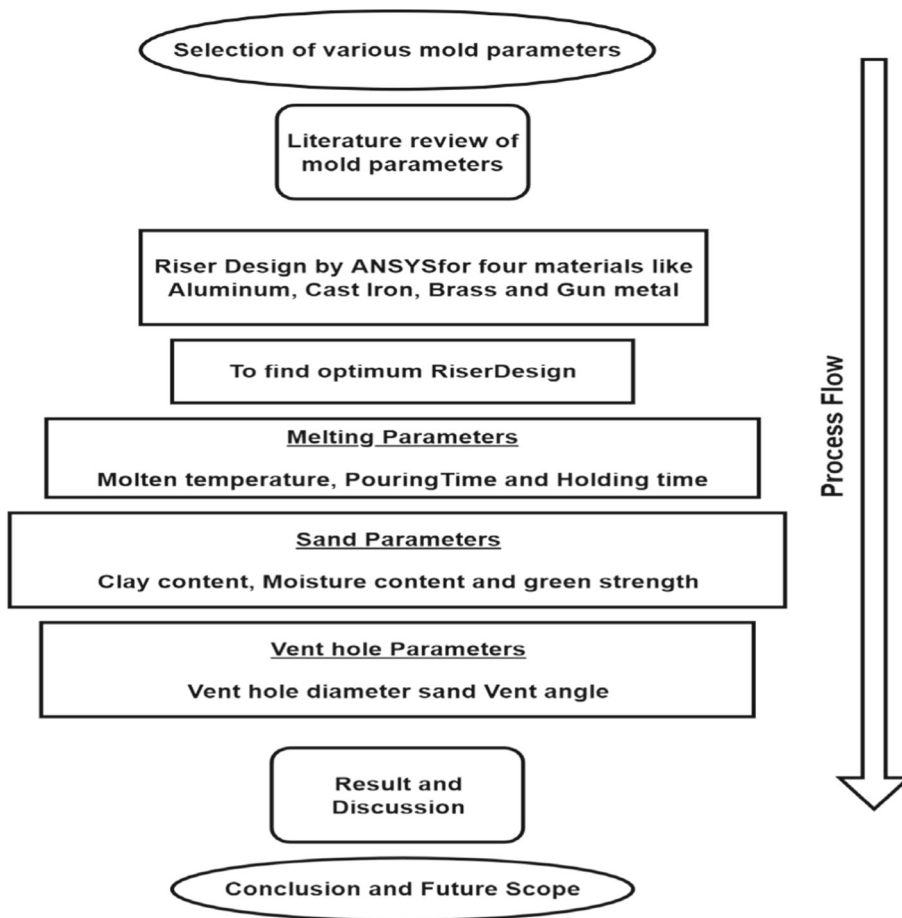 Selection of various mold parameters
Literature review of
mold parameters
Riser Design by ANSYSfor four materials like
Aluminum, Cast Iron, Brass and Gun metal
To find optimum RiserDesign
Melting Parameters
Molten temperature, PouringTime and Holding time
Sand Parameters
Clay content, Moisture content and green strength
Vent hole Parameters
Vent hole diameter sand Vent angle
Result and
Discussion
Conclusion and Future Scope
Process Flow